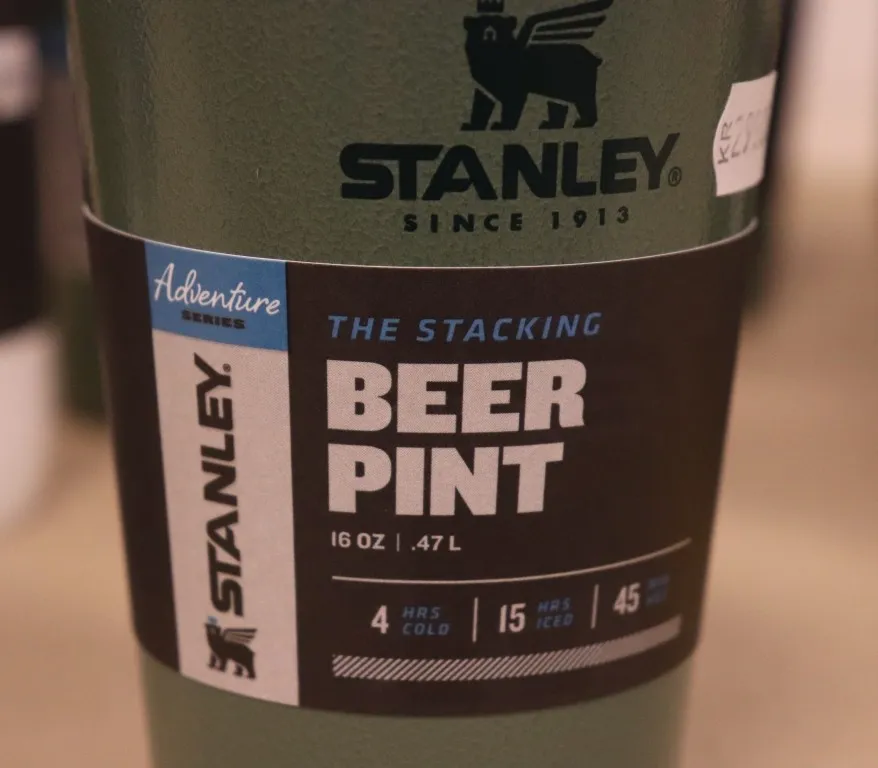 STANLEY®
SINCE 1913
KR
Adventure
SERIES
STANLEY®
THE STACKING
BEER
PINT
16 OZ | .47 L
4 HRS COLD | 15 HRS ICED | 45